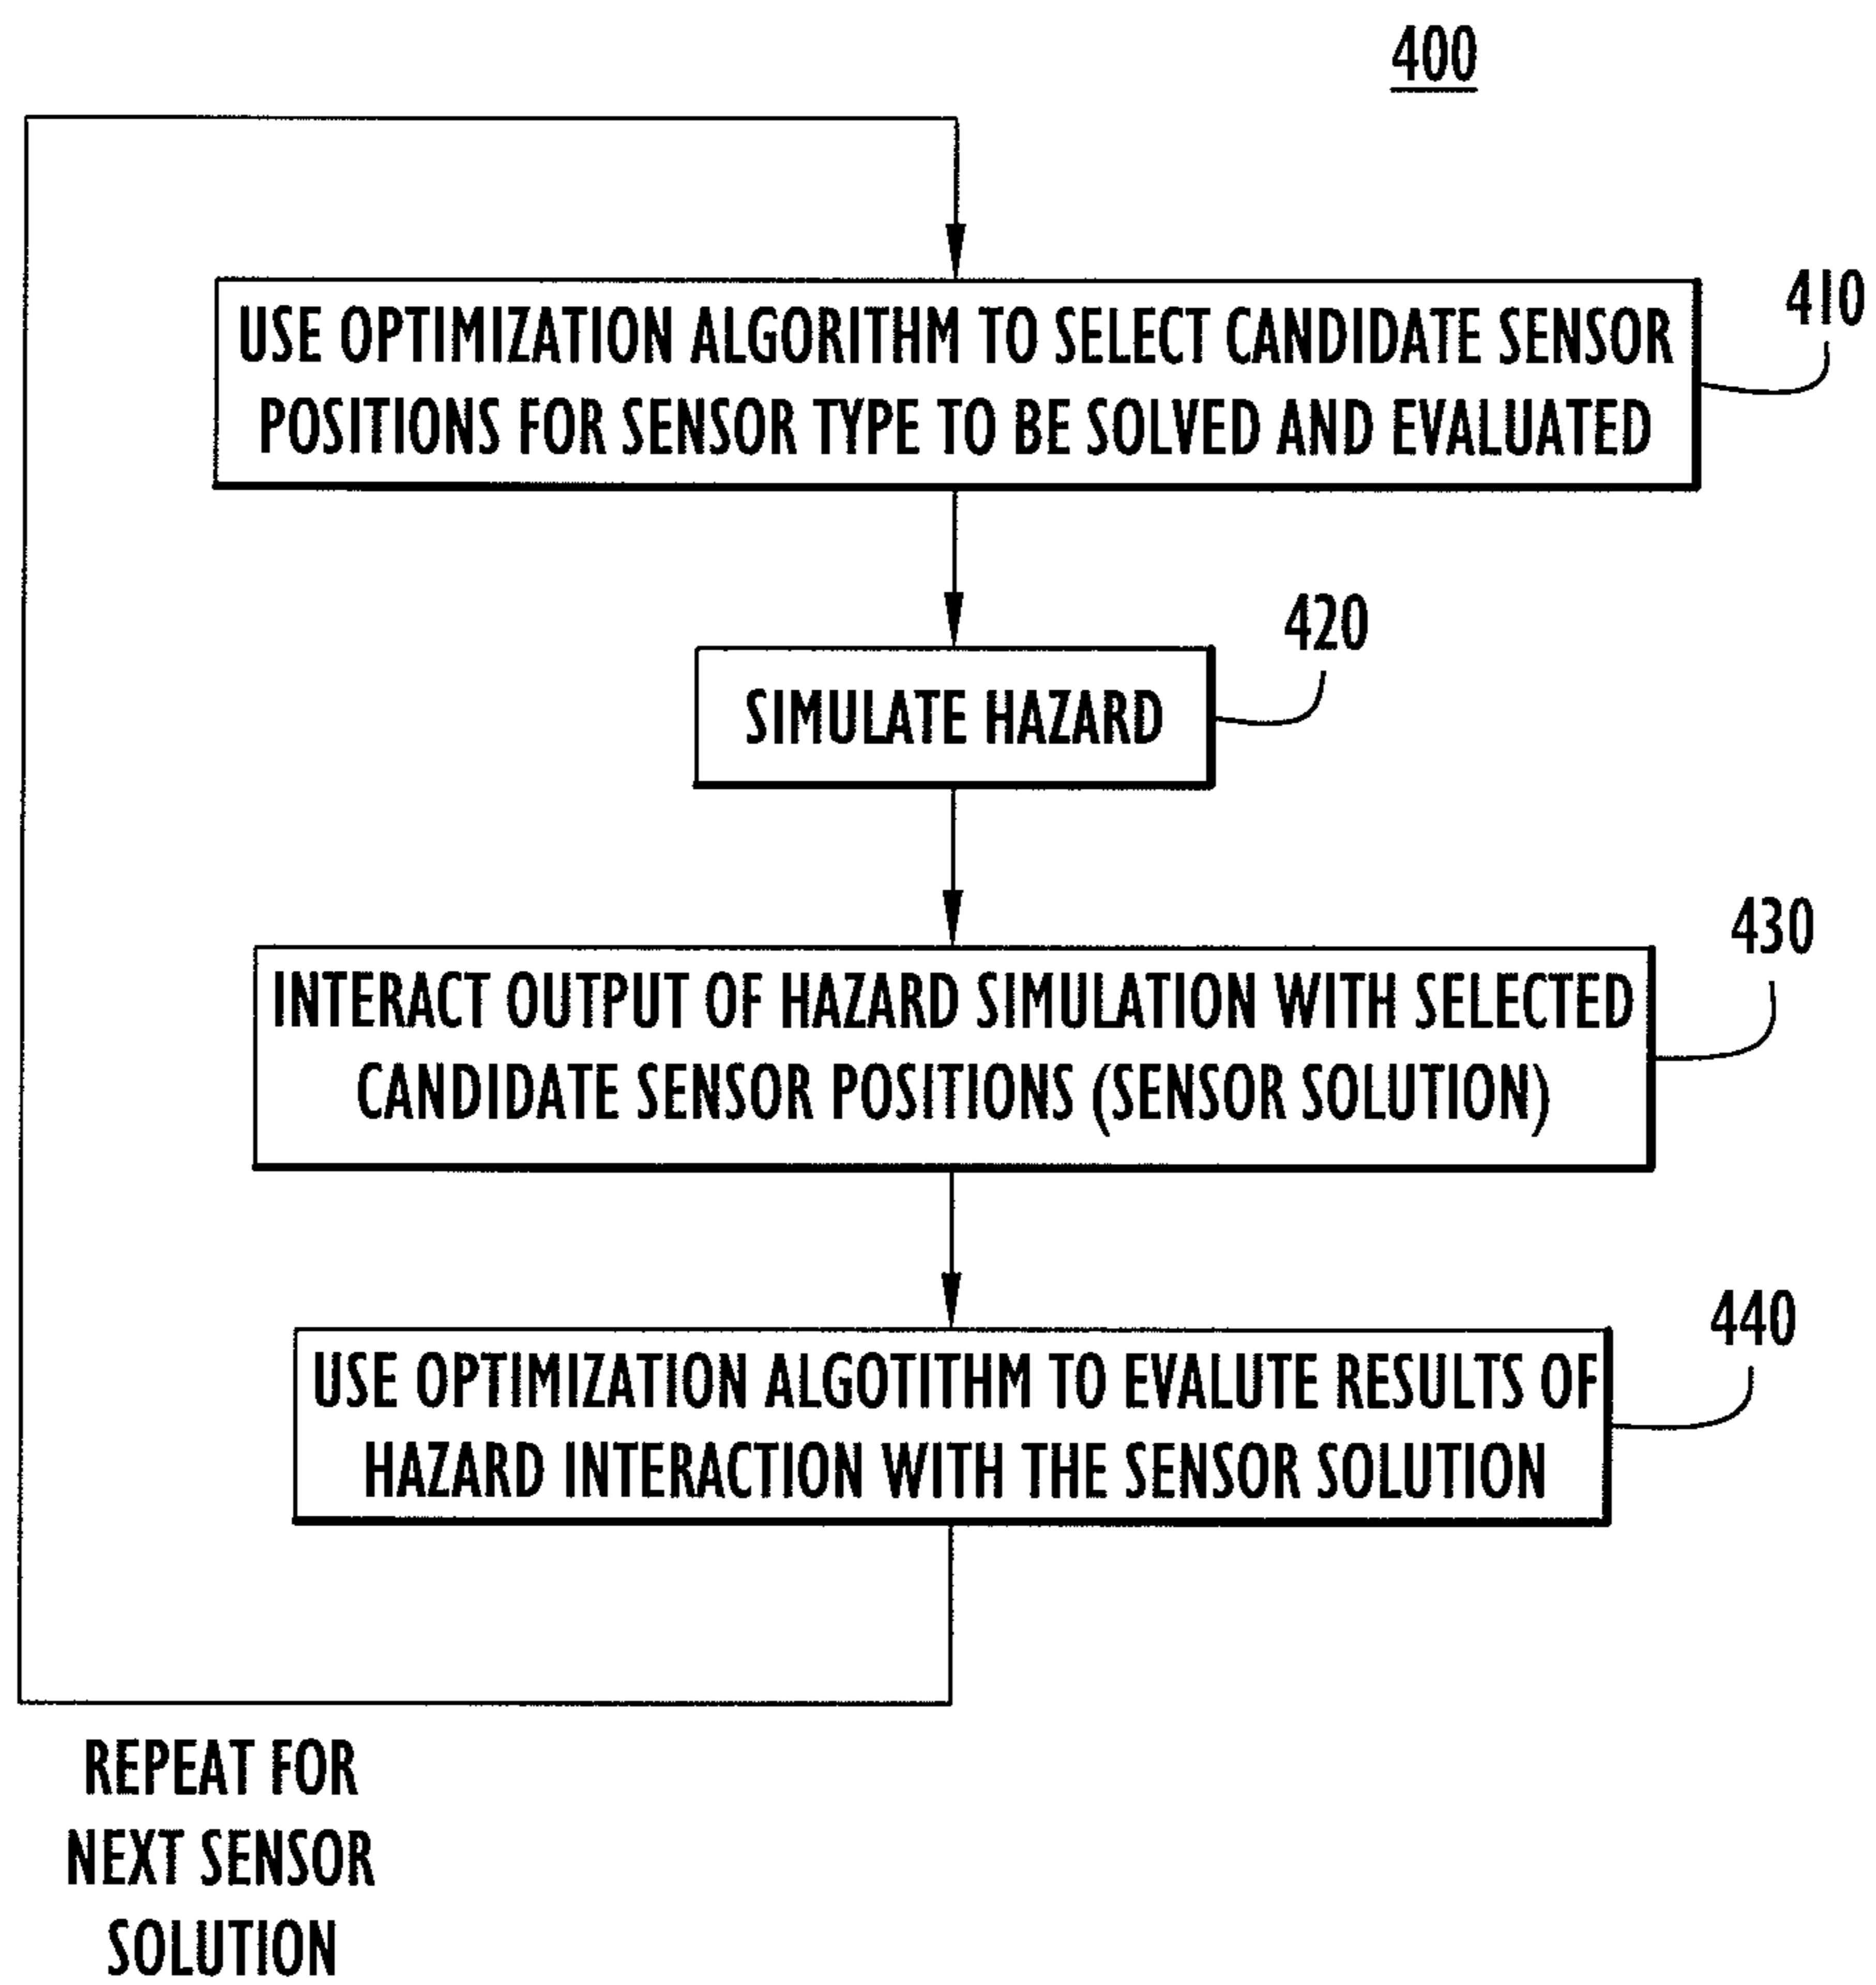 400
USE OPTIMIZATION ALGORITHM TO SELECT CANDIDATE SENSOR
POSITIONS FOR SENSOR TYPE TO BE SOLVED AND EVALUATED
410
SIMULATE HAZARD
420
INTERACT OUTPUT OF HAZARD SIMULATION WITH SELECTED
CANDIDATE SENSOR POSITIONS (SENSOR SOLUTION)
430
USE OPTIMIZATION ALGOTITHM TO EVALUTE RESULTS OF
HAZARD INTERACTION WITH THE SENSOR SOLUTION
440
REPEAT FOR
NEXT SENSOR
SOLUTION